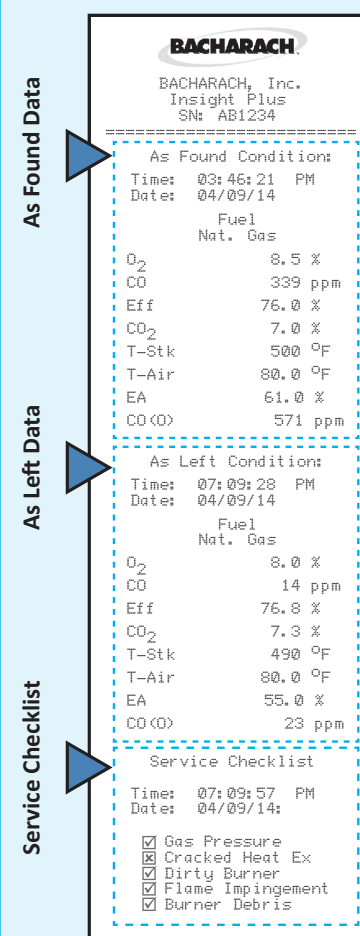 As Found Data
As Left Data
Service Checklist
BACHARACH
BACHARACH, Inc.
Insight Plus
SN: AB1234
===========================
As Found Condition:
Time: 03:46:21 PM
Date: 04/09/14
Fuel
Nat. Gas
O2 8.5 %
CO 339 ppm
Eff 76.0 %
CO2 7.0 %
T-Stk 500 °F
T-Air 80.0 °F
EA 61.0 %
CO(O) 571 ppm
As Left Condition:
Time: 07:09:28 PM
Date: 04/09/14
Fuel
Nat. Gas
O2 8.0 %
CO 14 ppm
Eff 76.8 %
CO2 7.3 %
T-Stk 490 °F
T-Air 80.0 °F
EA 55.0 %
CO(O) 23 ppm
Service Checklist
Time: 07:09:57 PM
Date: 04/09/14:
☑ Gas Pressure
☒ Cracked Heat Ex
☑ Dirty Burner
☑ Flame Impingement
☑ Burner Debris